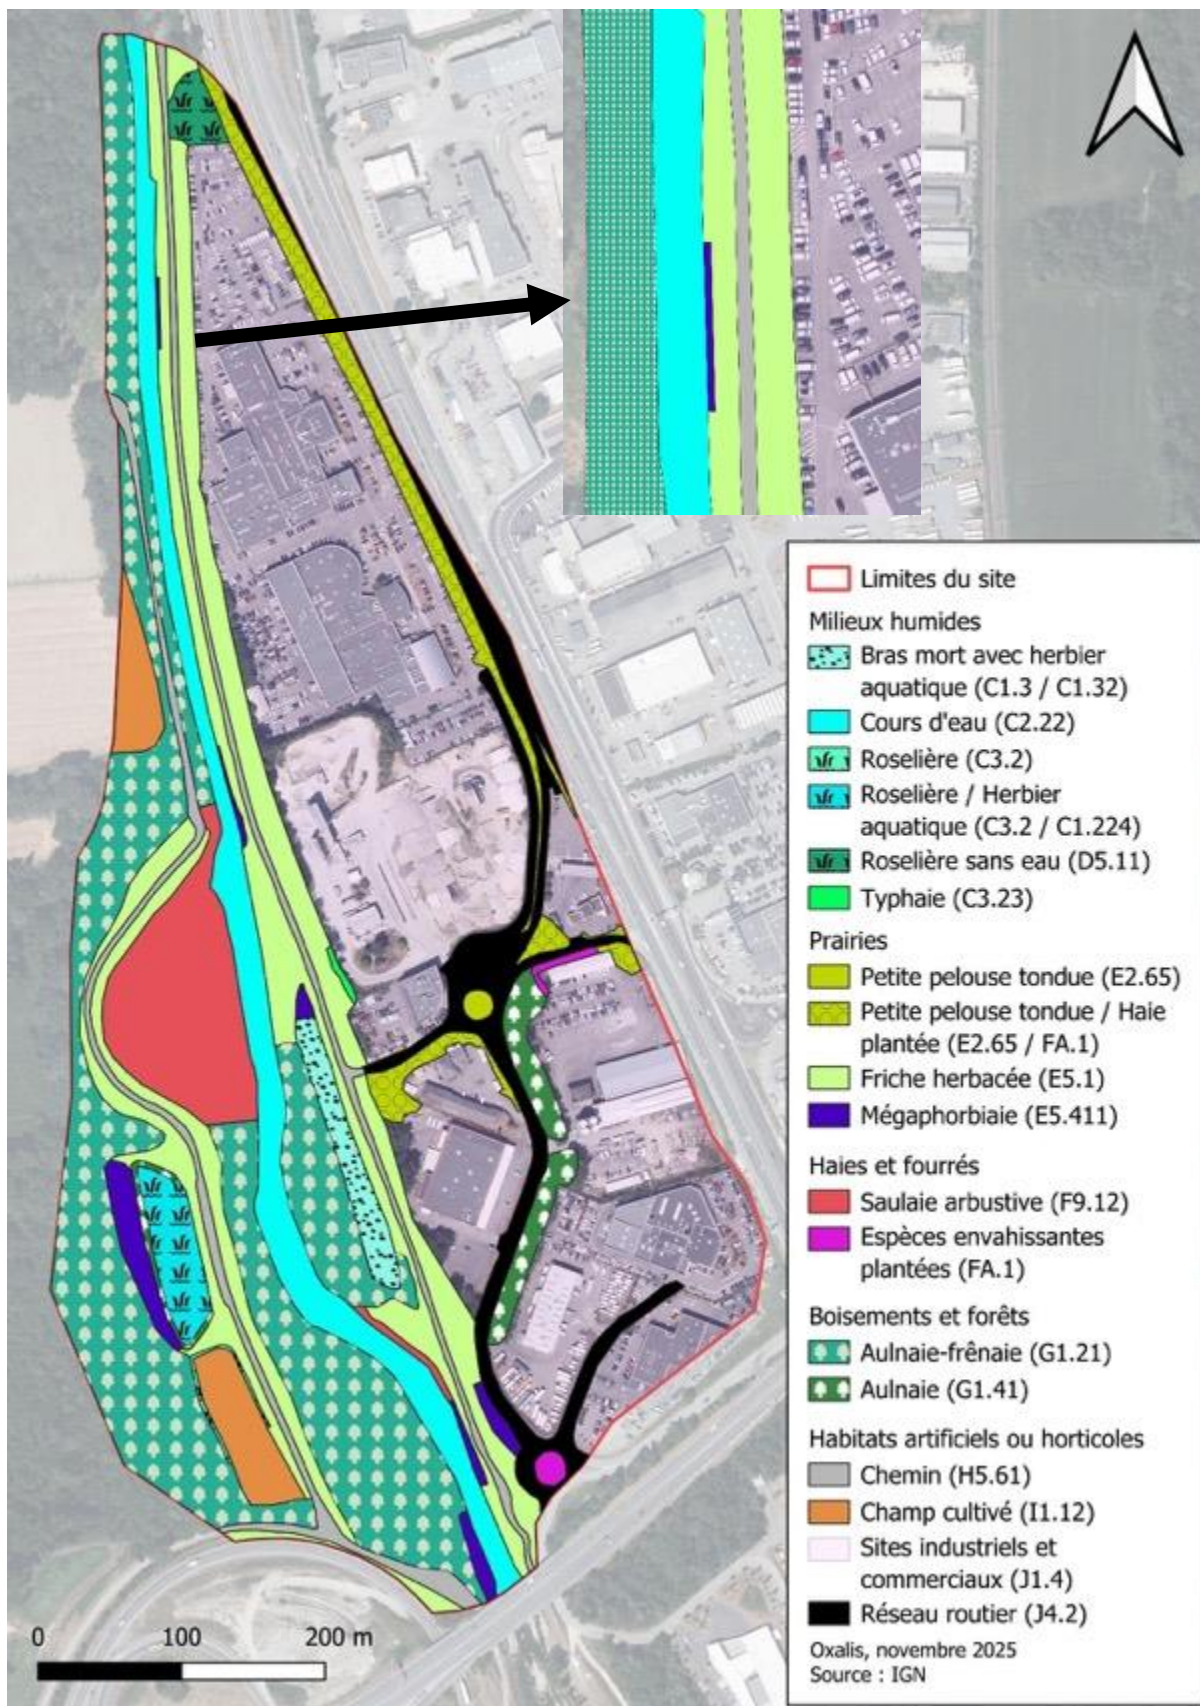 Limites du site
Milieux humides
Bras mort avec herbier
aquatique (C1.3 / C1.32)
Cours d'eau (C2.22)
Roselière (C3.2)
Roselière / Herbier
aquatique (C3.2 / C1.224)
Roselière sans eau (D5.11)
Typhaie (C3.23)
Prairies
Petite pelouse tondue (E2.65)
Petite pelouse tondue / Haie
plantée (E2.65 / FA.1)
Friche herbacée (E5.1)
Mégaphorbiaie (E5.411)
Haies et fourrés
Saulaie arbustive (F9.12)
Espèces envahissantes
plantées (FA.1)
Boisements et forêts
Aulnaie-frênaie (G1.21)
Aulnaie (G1.41)
Habitats artificiels ou horticoles
Chemin (H5.61)
Champ cultivé (I1.12)
Sites industriels et
commerciaux (J1.4)
Réseau routier (J4.2)
Oxalis, novembre 2025
Source : IGN
0 100 200 m